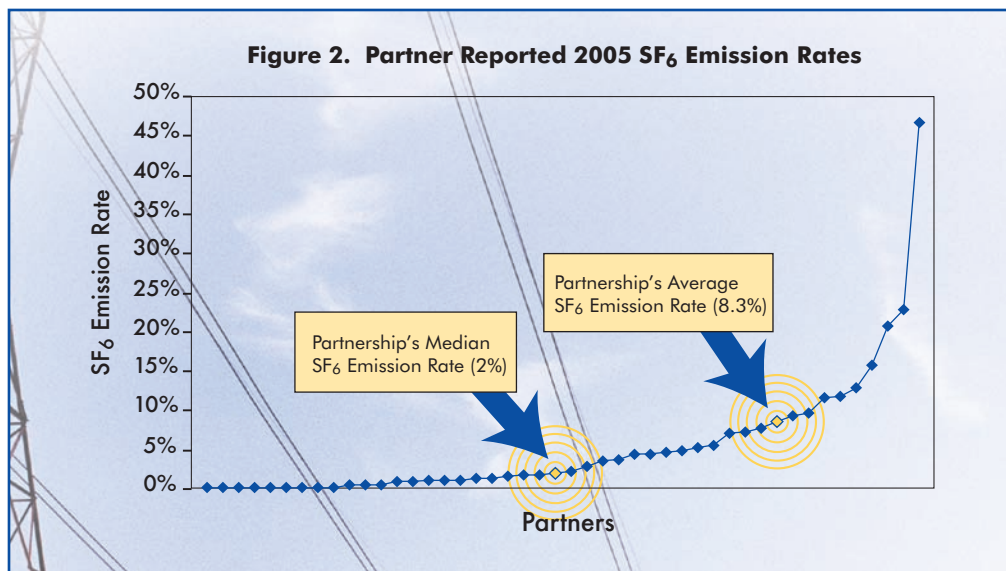 Figure 2. Partner Reported 2005 SF6 Emission Rates
50%
45%
40%
35%
30%
25%
20%
15%
10%
5%
0%
SF6 Emission Rate
Partnership's Median
SF6 Emission Rate (2%)
Partnership's Average
SF6 Emission Rate (8.3%)
Partners